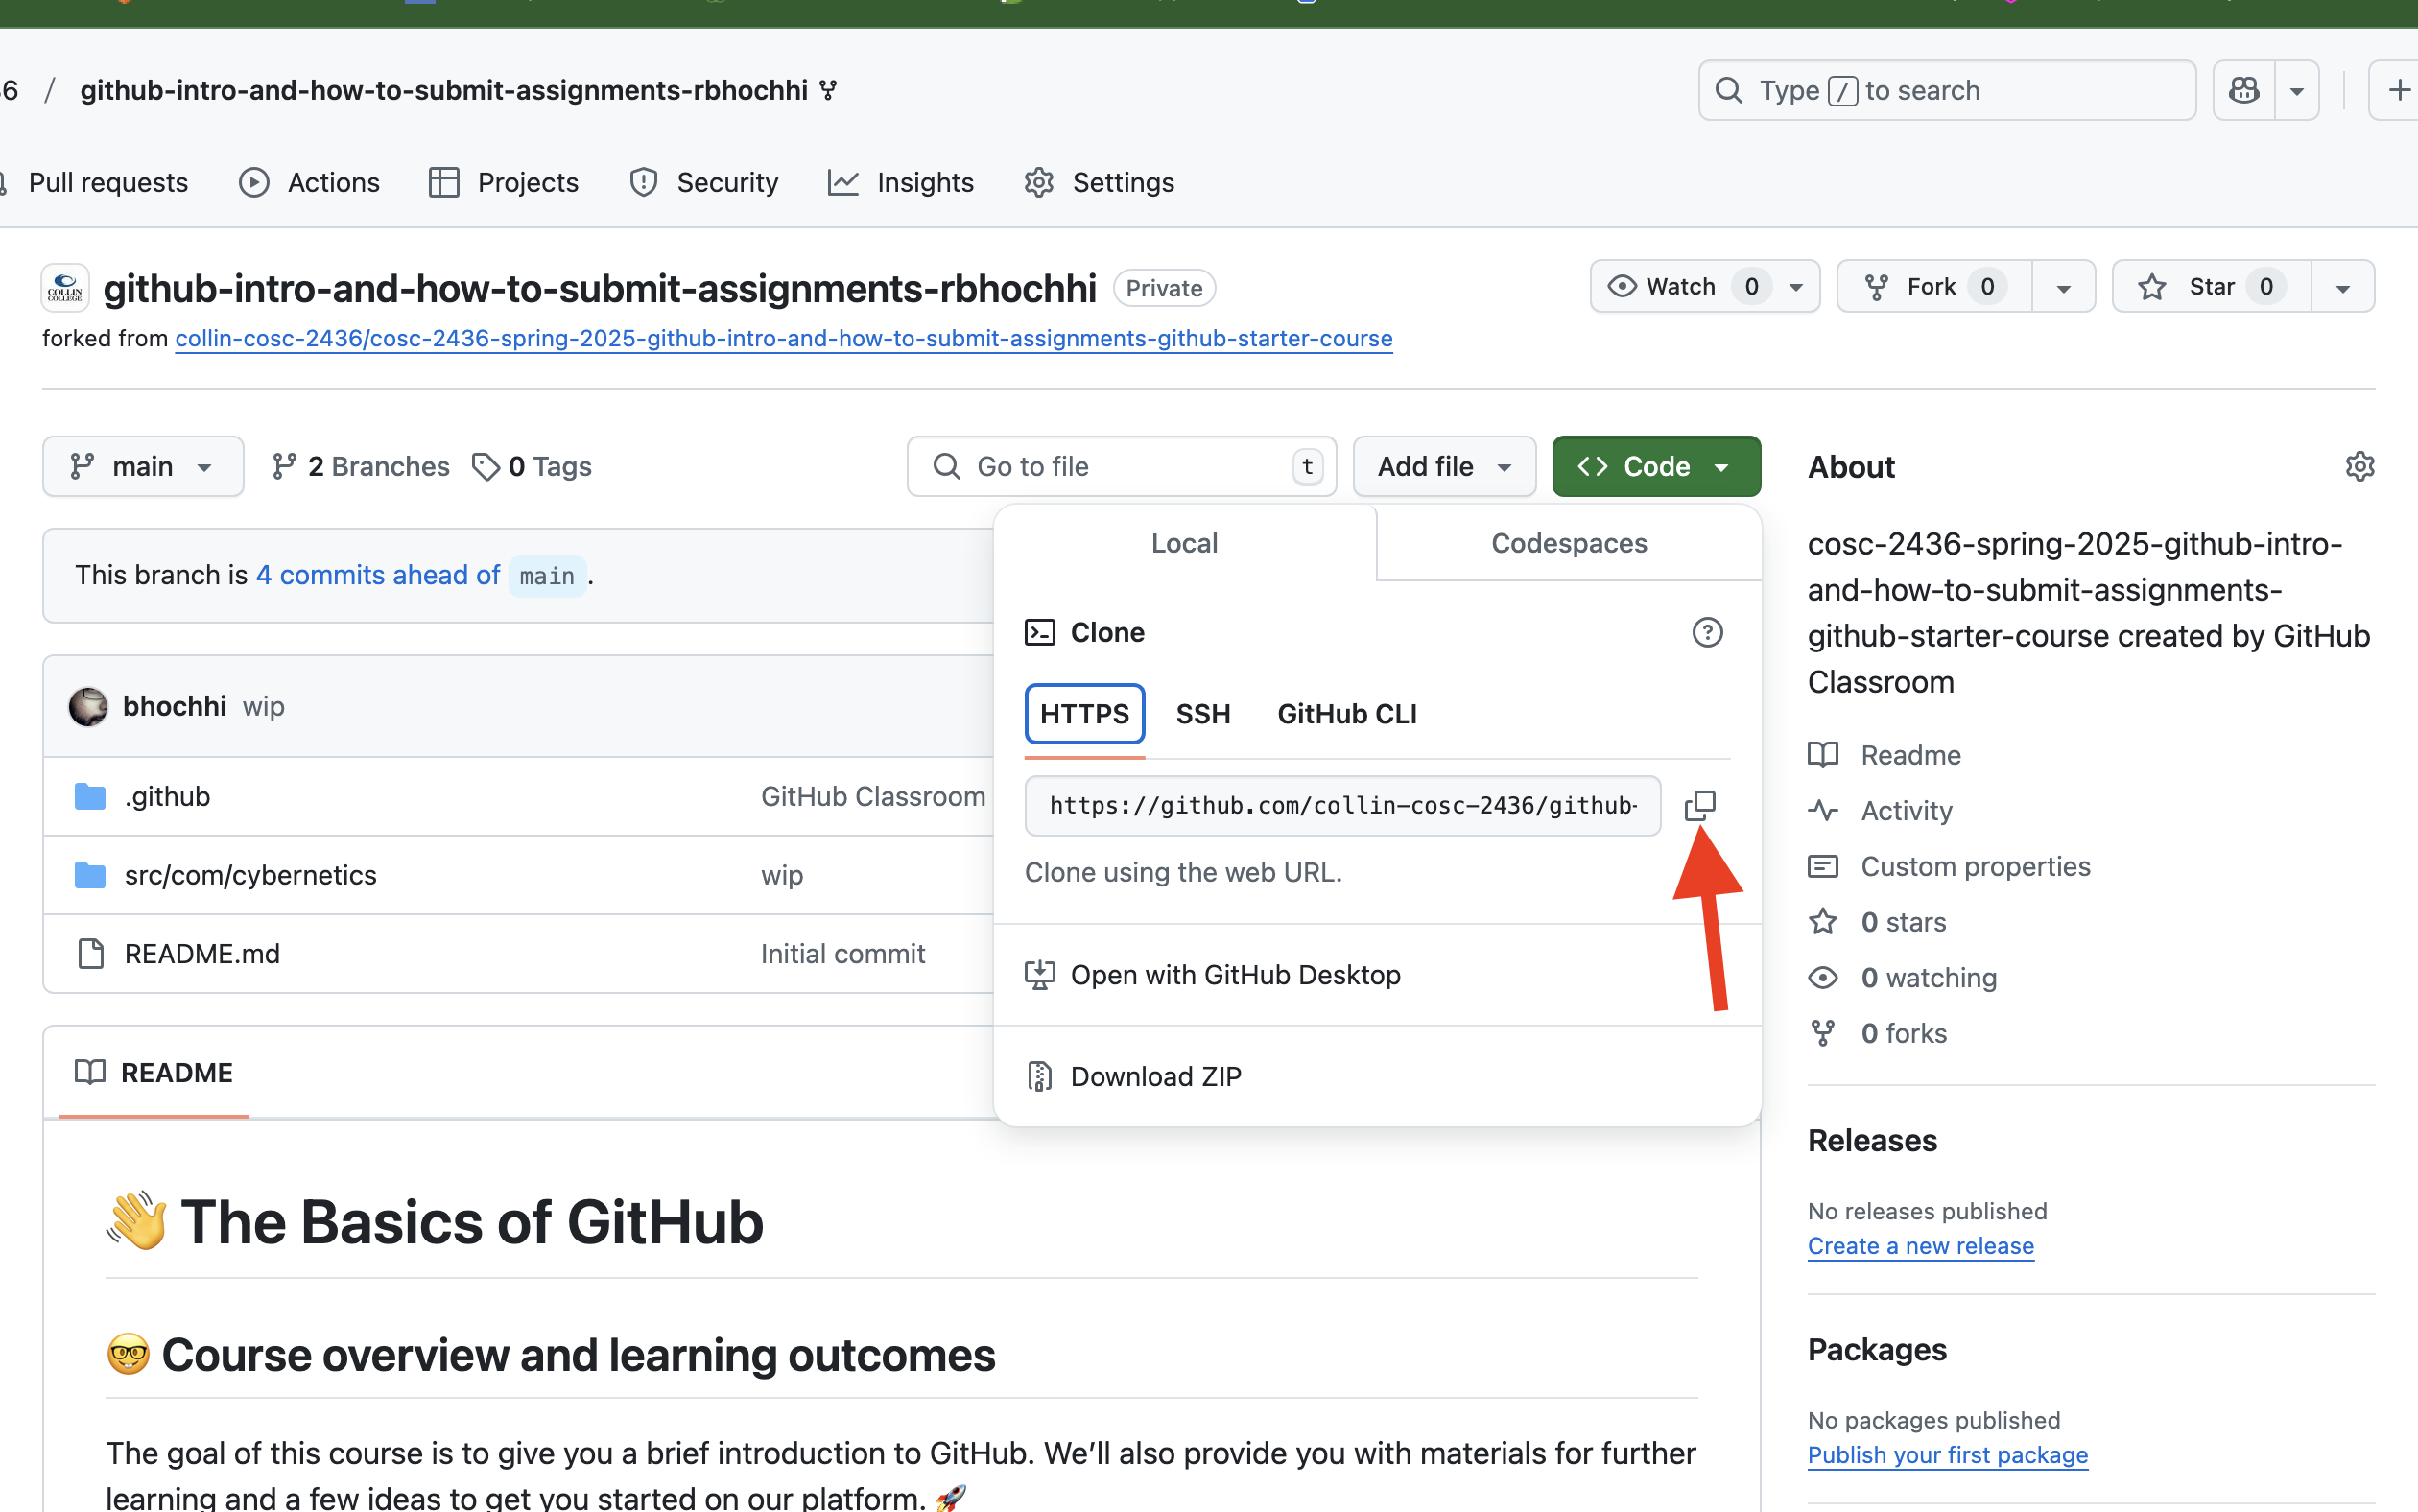 6 / github-intro-and-how-to-submit-assignments-rbhochhi
Type / to search
Pull requests Actions Projects Security Insights Settings
COLLIN COLLEGE
github-intro-and-how-to-submit-assignments-rbhochhi Private
Watch 0 Fork 0 Star 0
forked from collin-cosc-2436/cosc-2436-spring-2025-github-intro-and-how-to-submit-assignments-github-starter-course
main 2 Branches 0 Tags
Go to file t Add file Code
This branch is 4 commits ahead of main .
bhochhi wip
.github GitHub Classroom
src/com/cybernetics wip
README.md Initial commit
Local Codespaces
Clone
HTTPS SSH GitHub CLI
https://github.com/collin-cosc-2436/github-
Clone using the web URL.
Open with GitHub Desktop
Download ZIP
README
👋 The Basics of GitHub
🤓 Course overview and learning outcomes
The goal of this course is to give you a brief introduction to GitHub. We’ll also provide you with materials for further
learning and a few ideas to get you started on our platform. 🚀
About
cosc-2436-spring-2025-github-intro-
and-how-to-submit-assignments-
github-starter-course created by GitHub
Classroom
Readme
Activity
Custom properties
0 stars
0 watching
0 forks
Releases
No releases published
Create a new release
Packages
No packages published
Publish your first package